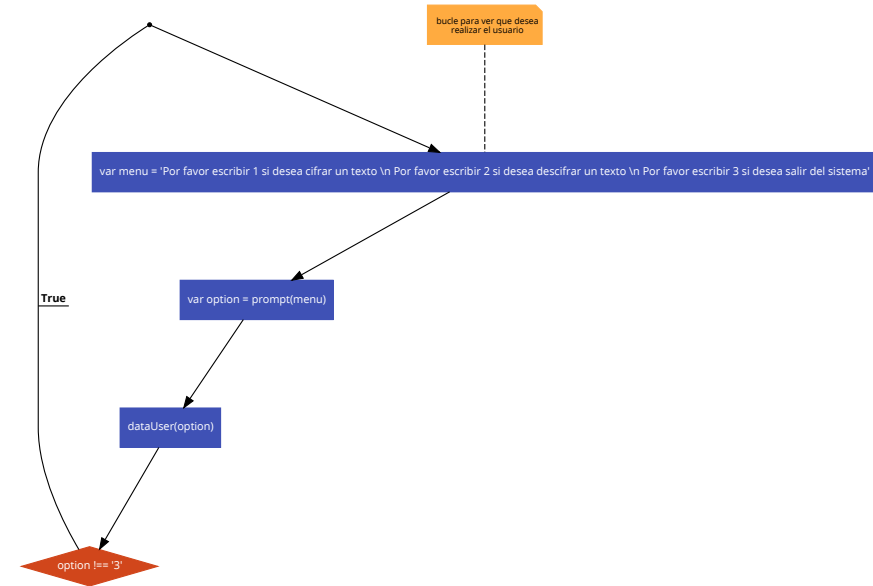 bucle para ver que desea
realizar el usuario
var menu = 'Por favor escribir 1 si desea cifrar un texto \n Por favor escribir 2 si desea descifrar un texto \n Por favor escribir 3 si desea salir del sistema'
True
var option = prompt(menu)
dataUser(option)
option !== '3'